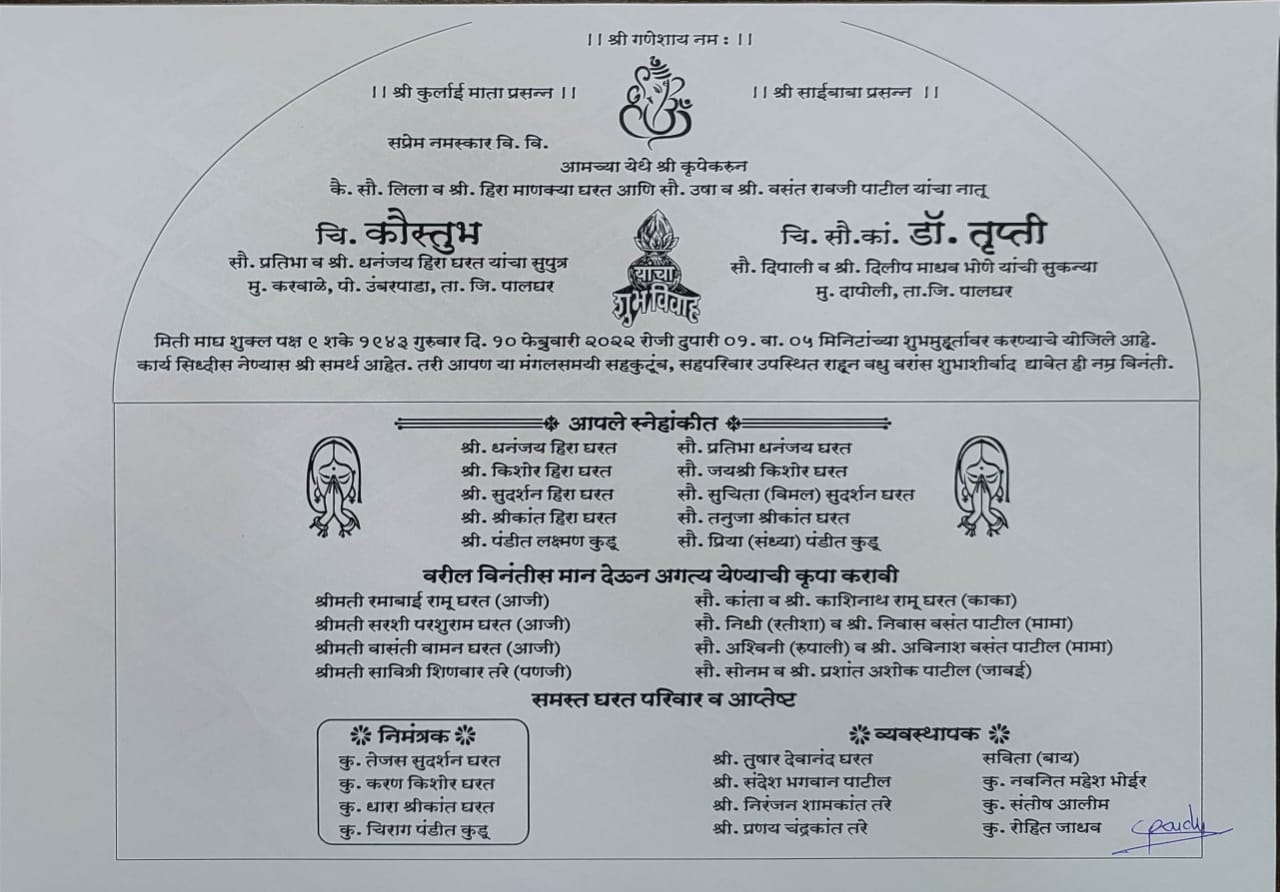 ।। श्री गणेशाय नम: ।।
।। श्री कुर्लाई माता प्रसन्न ।। ।। श्री साईबाबा प्रसन्न ।।
सप्रेम नमस्कार वि. वि.
आमच्या येथे श्री कृपेकरुन
कै. सौ. लिला व श्री. हिरा माणक्या घरत आणि सौ. उषा व श्री. वसंत रावजी पाटील यांचा नातू
चि. कौस्तुभ
सौ. प्रतिभा व श्री. धनंजय हिरा घरत यांचा सुपुत्र
मु. करवाळे, पो. उंबरपाडा, ता. जि. पालघर
यांचा
शुभविवाह
चि. सौ.कां. डॉ. तृप्ती
सौ. दिपाली व श्री. दिलीप माधव भोणे यांची सुकन्या
मु. दापोली, ता.जि. पालघर
मिती माघ शुक्ल पक्ष ९ शके १९४३ गुरुवार दि. १० फेब्रुवारी २०२२ रोजी दुपारी ०१. वा. ०५ मिनिटांच्या शुभमुहूर्तावर करण्याचे योजिले आहे.
कार्य सिध्दीस नेण्यास श्री समर्थ आहेत. तरी आपण या मंगलसमयी सहकुटूंब, सहपरिवार उपस्थित राहून वधु वरांस शुभाशीर्वाद द्यावेत ही नम्र विनंती.
आपले स्नेहांकीत
श्री. धनंजय हिरा घरत सौ. प्रतिभा धनंजय घरत
श्री. किशोर हिरा घरत सौ. जयश्री किशोर घरत
श्री. सुदर्शन हिरा घरत सौ. सुचिता (विमल) सुदर्शन घरत
श्री. श्रीकांत हिरा घरत सौ. तनुजा श्रीकांत घरत
श्री. पंडीत लक्ष्मण कुडू सौ. प्रिया (संध्या) पंडीत कुडू
वरील विनंतीस मान देऊन अगत्य येण्याची कृपा करावी
श्रीमती रमाबाई रामू घरत (आजी) सौ. कांता व श्री. काशिनाथ रामू घरत (काका)
श्रीमती सरशी परशुराम घरत (आजी) सौ. निधी (रतीशा) व श्री. निवास वसंत पाटील (मामा)
श्रीमती वासंती वामन घरत (आजी) सौ. अश्विनी (रुपाली) व श्री. अविनाश वसंत पाटील (मामा)
श्रीमती सावित्री शिणवार तरे (पणजी) सौ. सोनम व श्री. प्रशांत अशोक पाटील (जावई)
समस्त घरत परिवार व आप्तेष्ट
निमंत्रक
कु. तेजस सुदर्शन घरत
कु. करण किशोर घरत
कु. धारा श्रीकांत घरत
कु. चिराग पंडीत कुडू
व्यवस्थापक
श्री. तुषार देवानंद घरत सविता (बाय)
श्री. संदेश भगवान पाटील कु. नवनित महेश भोईर
श्री. निरंजन शामकांत तरे कु. संतोष आलीम
श्री. प्रणय चंद्रकांत तरे कु. रोहित जाधव